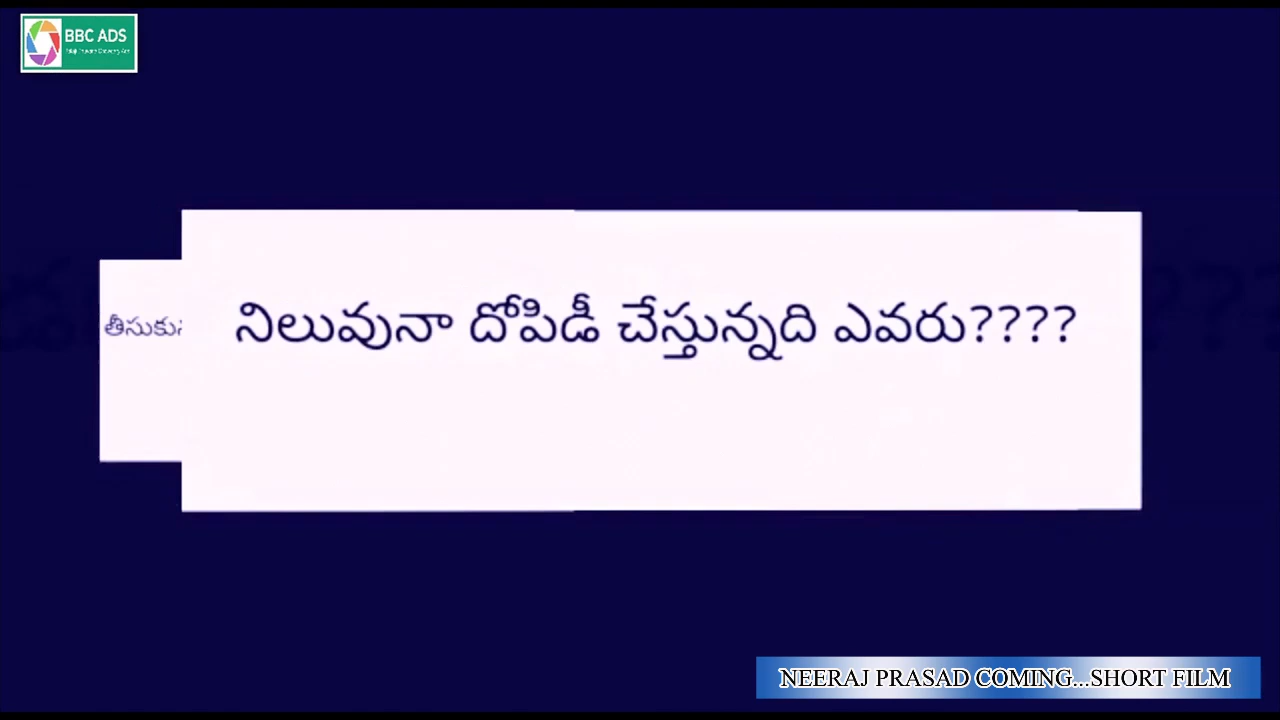 BBC ADS
నిలువునా దోపిడీ చేస్తున్నది ఎవరు????
NEERAJ PRASAD COMING...SHORT FILM